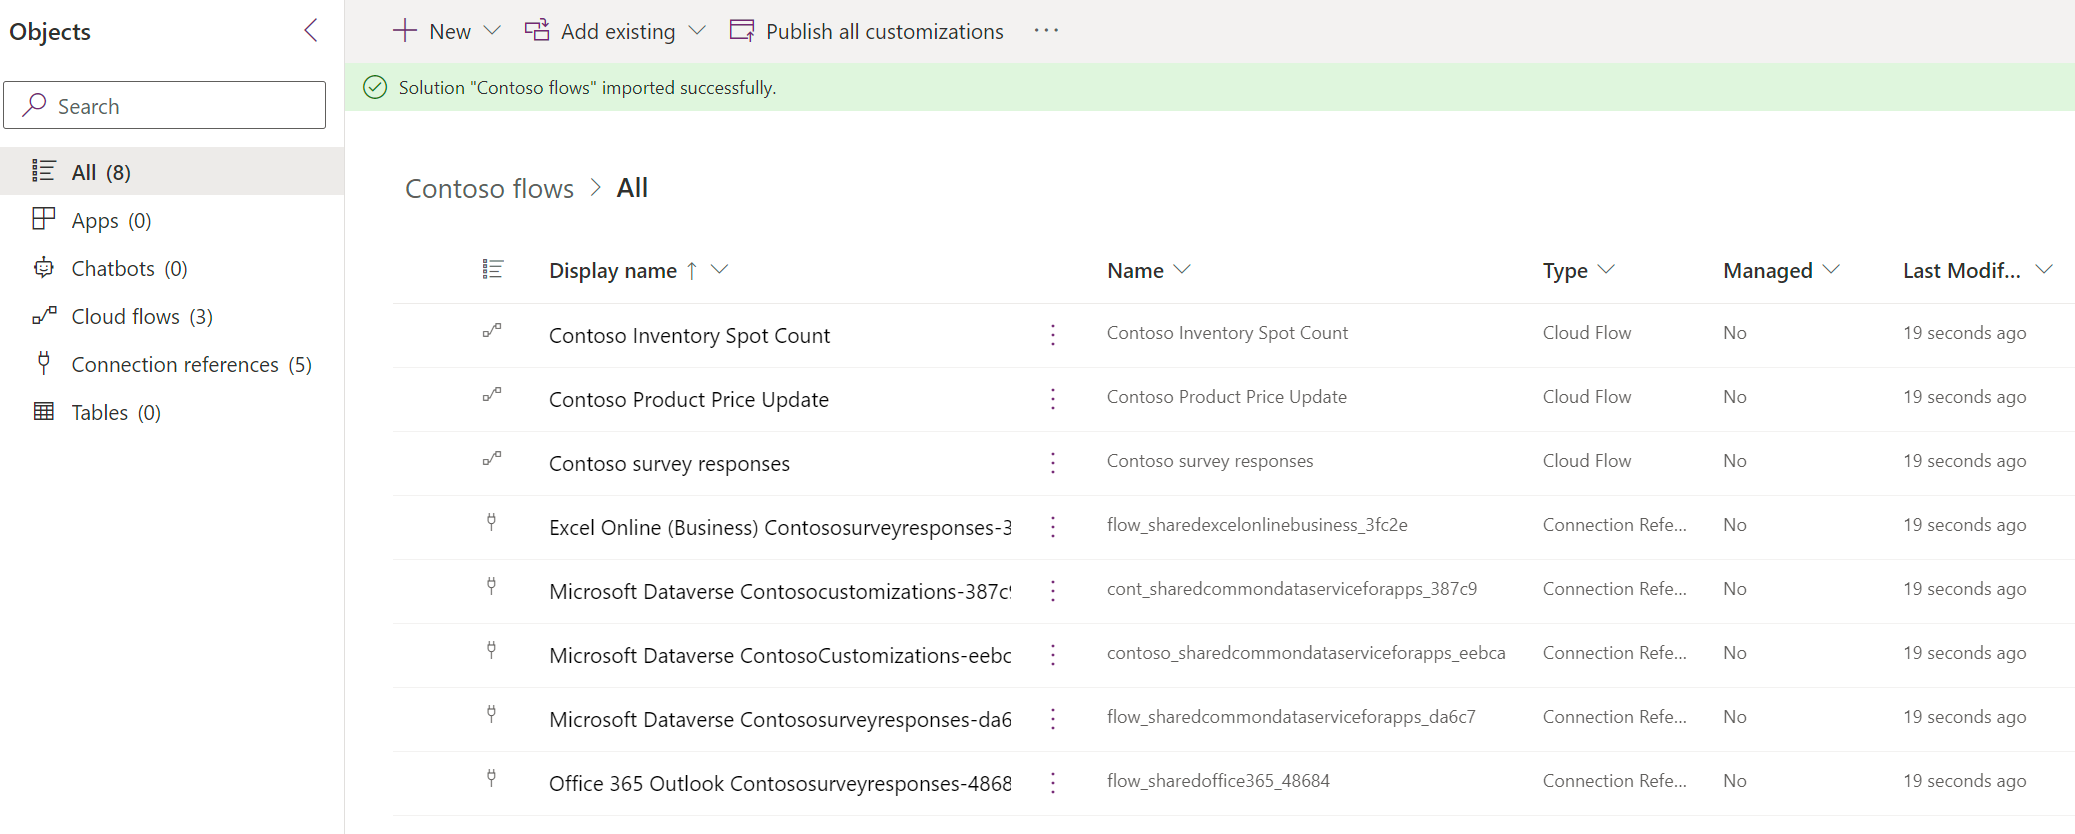 Objects
Search
All (8)
Apps (0)
Chatbots (0)
Cloud flows (3)
Connection references (5)
Tables (0)
New Add existing Publish all customizations ···
Solution "Contoso flows" imported successfully.
Contoso flows > All
Display name ↑ Name Type Managed Last Modif...
Contoso Inventory Spot Count Contoso Inventory Spot Count Cloud Flow No 19 seconds ago
Contoso Product Price Update Contoso Product Price Update Cloud Flow No 19 seconds ago
Contoso survey responses Contoso survey responses Cloud Flow No 19 seconds ago
Excel Online (Business) Contososurveyresponses-3 flow_sharedexcelonlinebusiness_3fc2e Connection Refe... No 19 seconds ago
Microsoft Dataverse Contosocustomizations-387c9 cont_sharedcommondataserviceforapps_387c9 Connection Refe... No 19 seconds ago
Microsoft Dataverse ContosoCustomizations-eebc contoso_sharedcommondataserviceforapps_eebca Connection Refe... No 19 seconds ago
Microsoft Dataverse Contososurveyresponses-da6 flow_sharedcommondataserviceforapps_da6c7 Connection Refe... No 19 seconds ago
Office 365 Outlook Contososurveyresponses-4868 flow_sharedoffice365_48684 Connection Refe... No 19 seconds ago